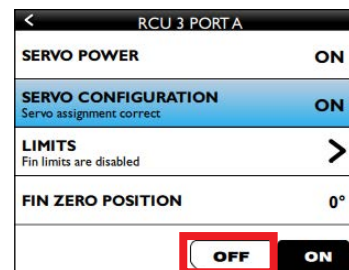 < RCU 3 PORT A
SERVO POWER ON
SERVO CONFIGURATION ON
Servo assignment correct
LIMITS >
Fin limits are disabled
FIN ZERO POSITION 0°
OFF ON